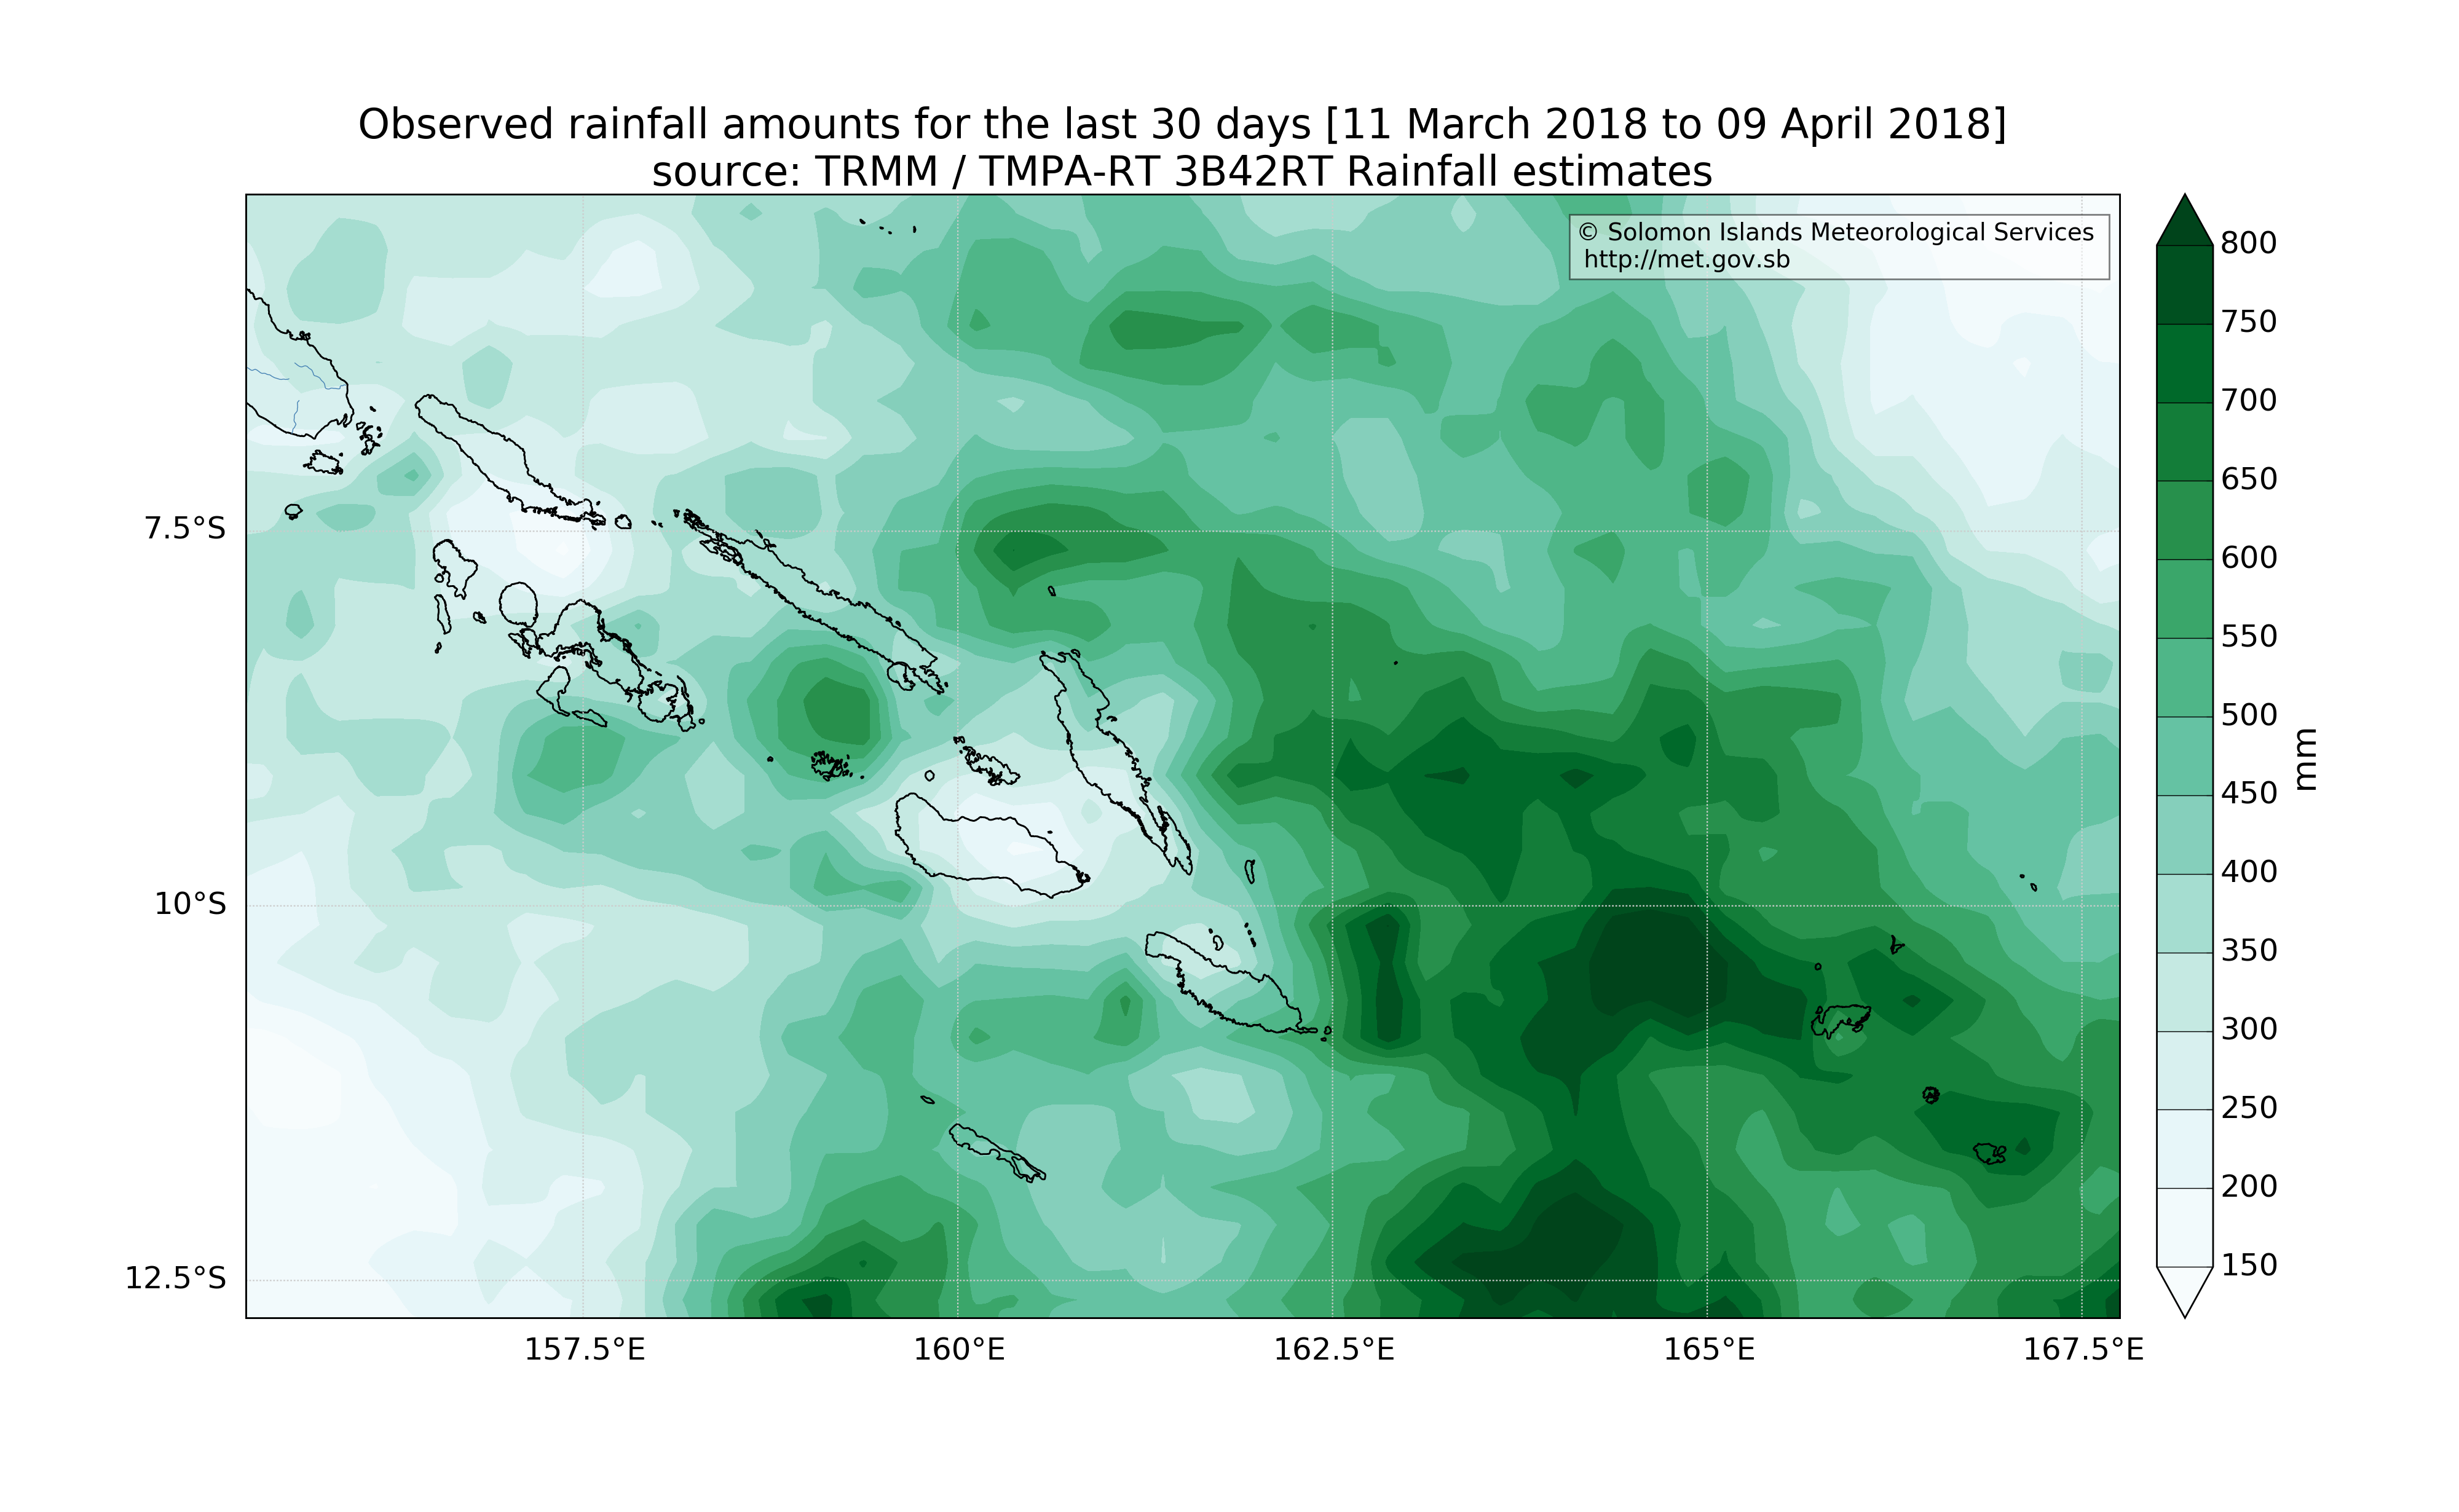 Observed rainfall amounts for the last 30 days [11 March 2018 to 09 April 2018]
source: TRMM / TMPA-RT 3B42RT Rainfall estimates
© Solomon Islands Meteorological Services
http://met.gov.sb
7.5°S
10°S
12.5°S
157.5°E
160°E
162.5°E
165°E
167.5°E
800
750
700
650
600
550
500
450
400
350
300
250
200
150
mm